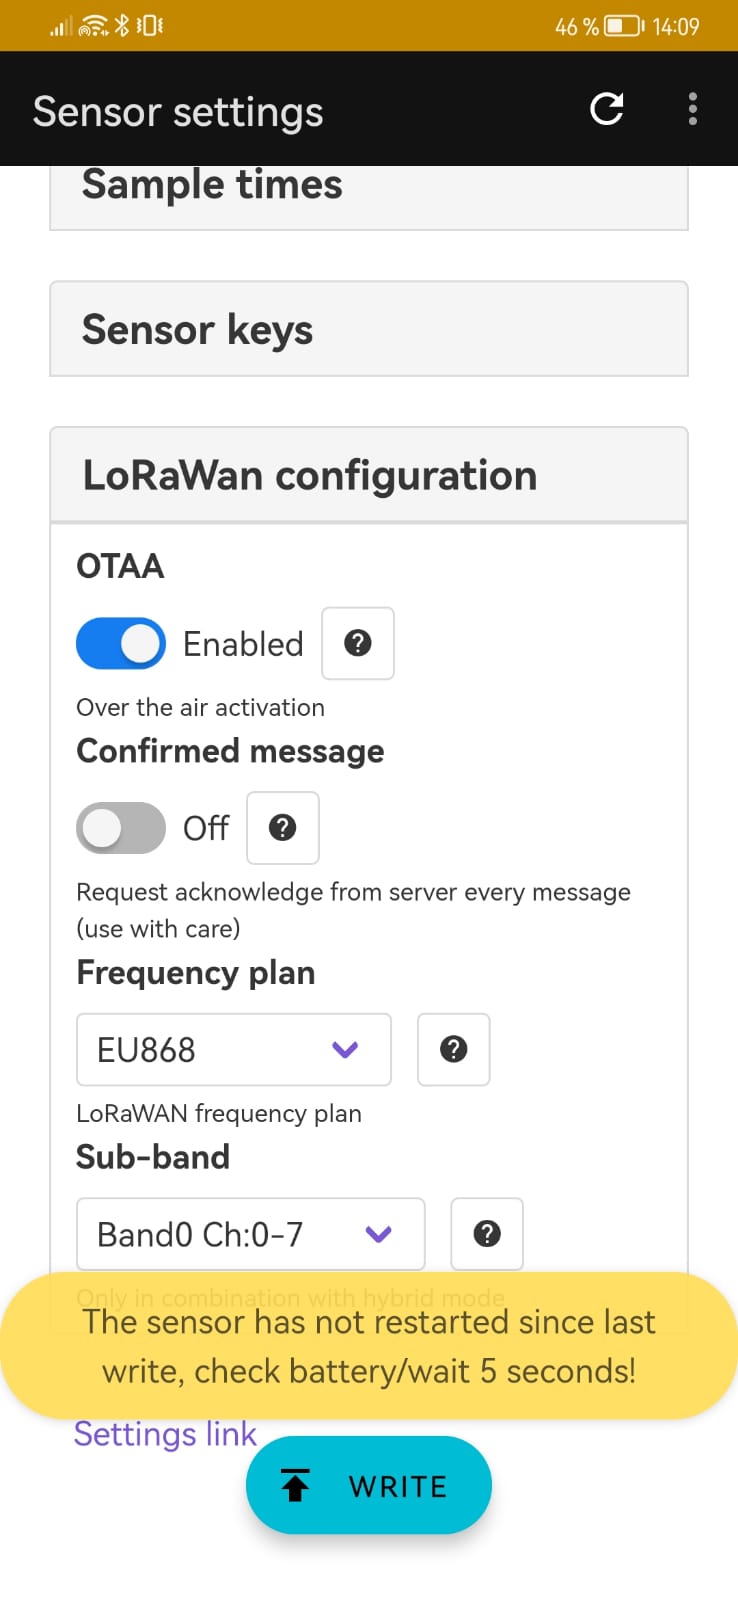 46 % 14:09
Sensor settings
Sample times
Sensor keys
LoRaWan configuration
OTAA
Enabled
Over the air activation
Confirmed message
Off
Request acknowledge from server every message
(use with care)
Frequency plan
EU868
LoRaWAN frequency plan
Sub-band
Band0 Ch:0-7
Only in combination with hybrid mode
The sensor has not restarted since last
write, check battery/wait 5 seconds!
Settings link
WRITE